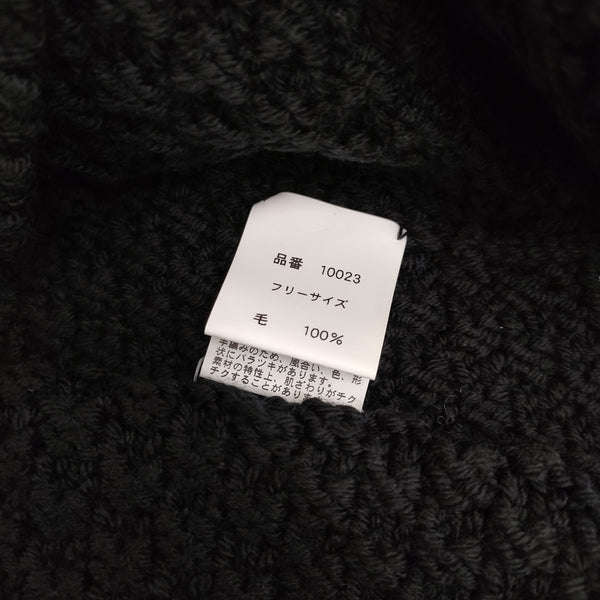 品番 10023
フリーサイズ
毛 100%
手編みのため、風合い、色、形
状にバラツキがあります。
素材の特性上、肌ざわりがチク
チクすることがありま